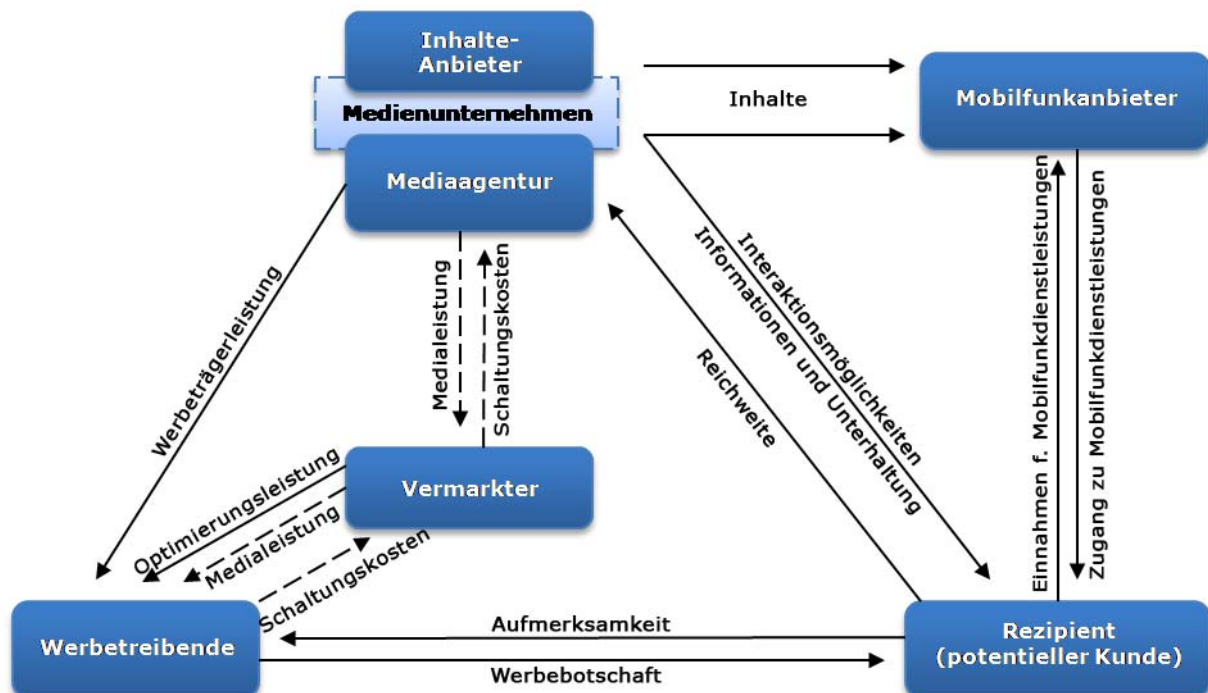 Inhalte-
Anbieter
Medienunternehmen
Mediaagentur
Inhalte
Mobilfunkanbieter
Werbeträgerleistung
Medialeistung
Schaltungskosten
Reichweite
Interaktionsmöglichkeiten
Informationen und Unterhaltung
Einnahmen f. Mobilfunkdienstleistungen
Zugang zu Mobilfunkdienstleistungen
Vermarkter
Optimierungsleistung
Medialeistung
Schaltungskosten
Werbetreibende
Aufmerksamkeit
Werbebotschaft
Rezipient
(potentieller Kunde)